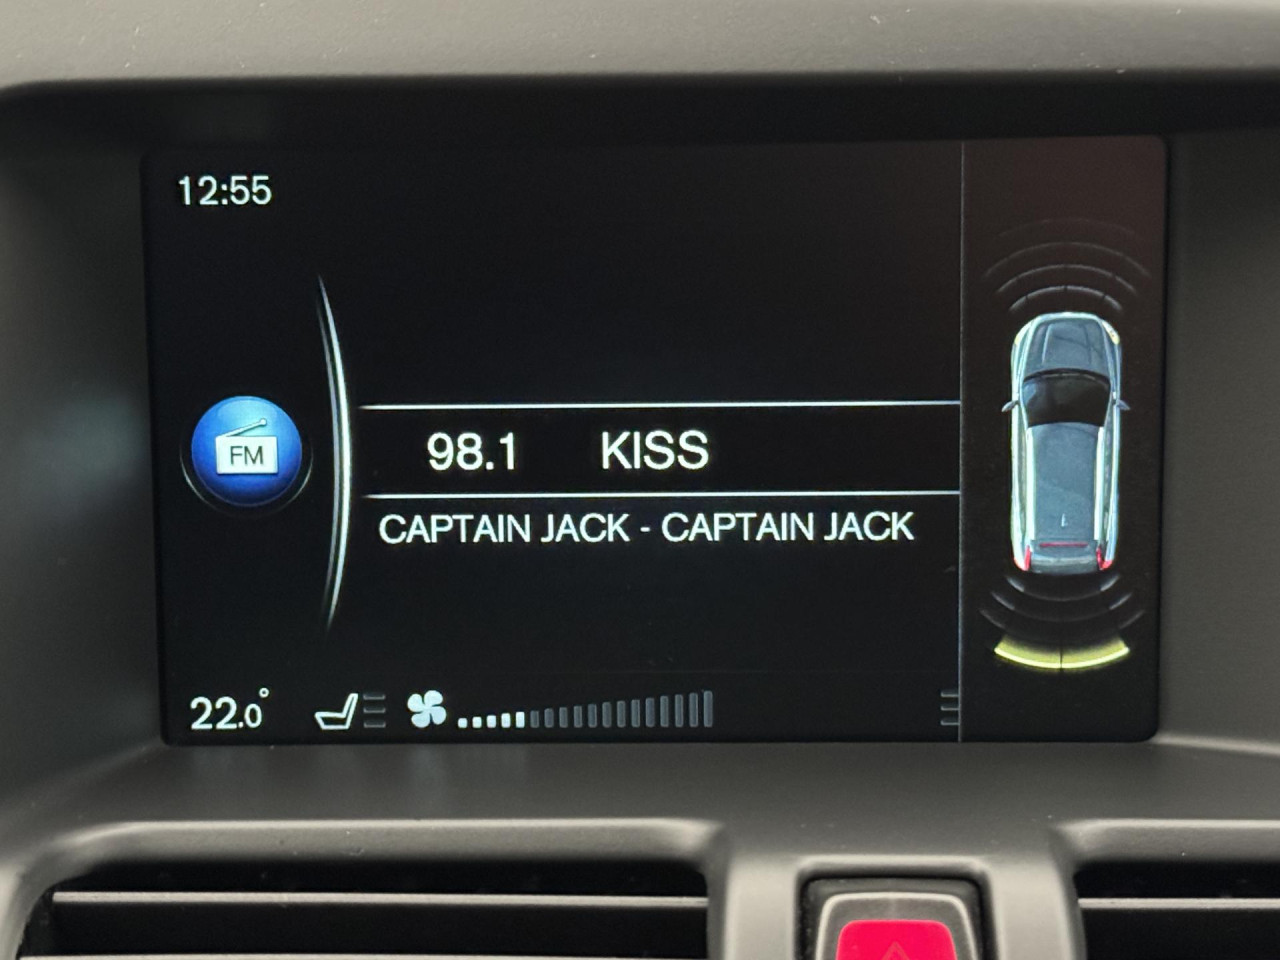 12:55
FM
98.1 KISS
CAPTAIN JACK - CAPTAIN JACK
22.0°